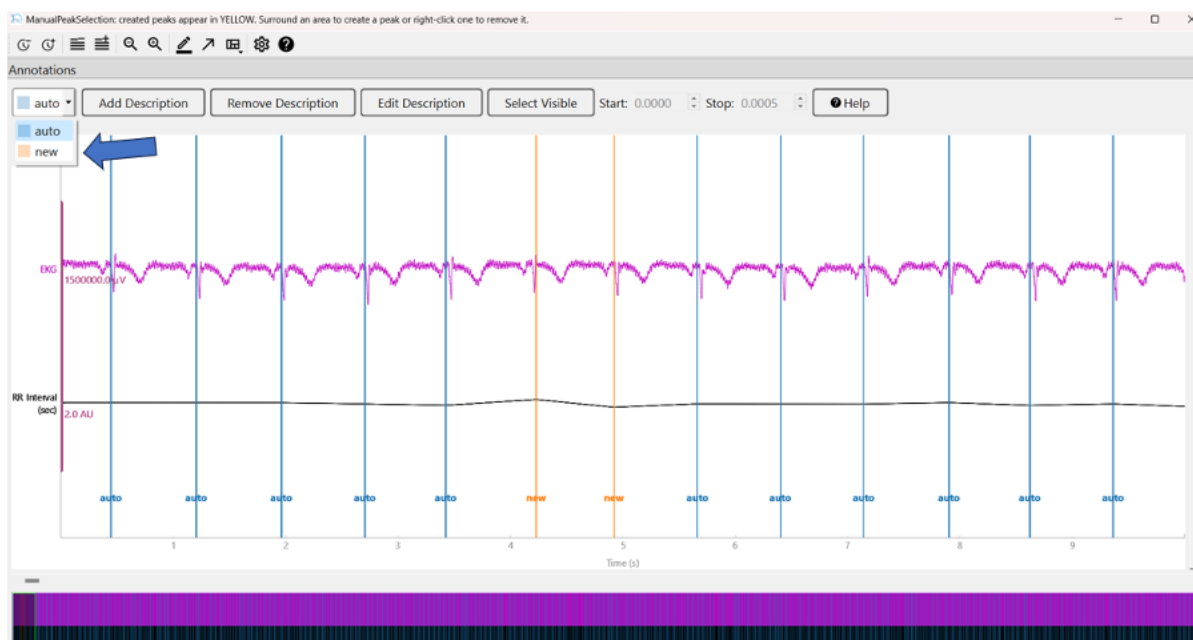 ManualPeakSelection: created peaks appear in YELLOW. Surround an area to create a peak or right-click one to remove it.
Annotations
auto Add Description Remove Description Edit Description Select Visible Start: 0.0000 Stop: 0.0005 Help
auto
new
EKG
1500000.0 µV
RR Interval
(sec)
2.0 AU
auto auto auto auto auto new new auto auto auto auto auto auto
1 2 3 4 5 6 7 8 9
Time (s)